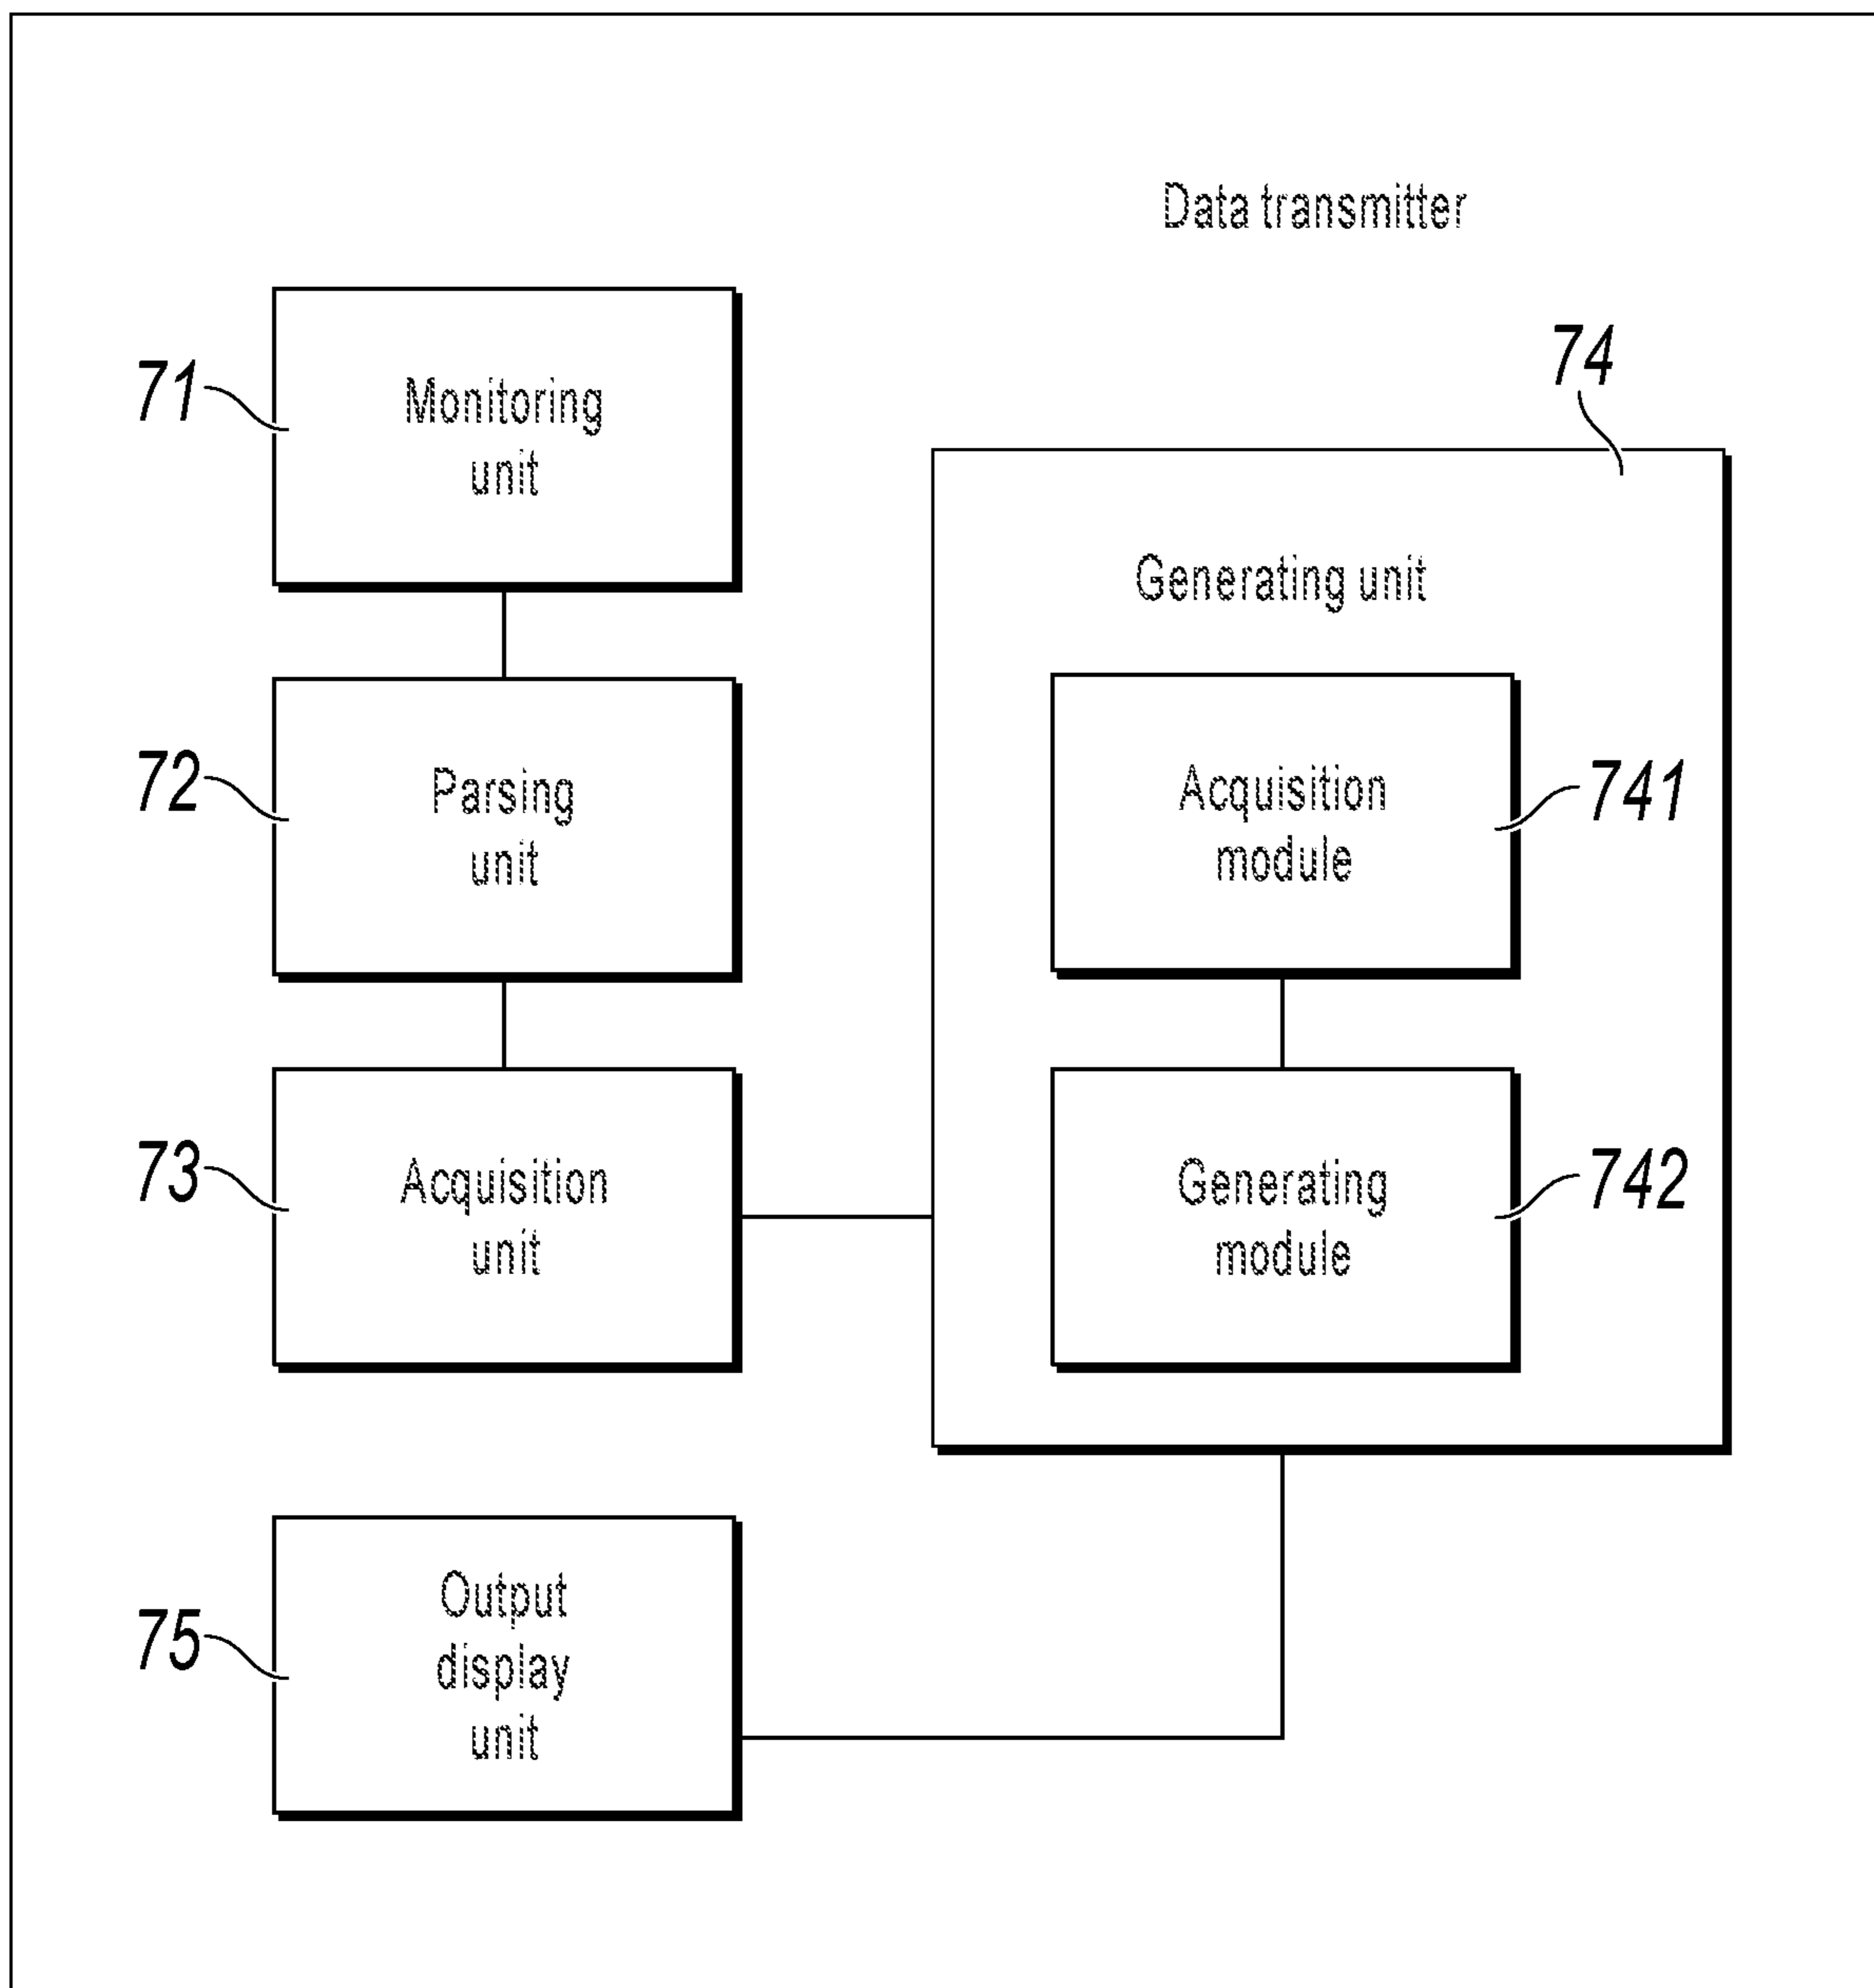 Data transmitter
71
Monitoring
unit
72
Parsing
unit
73
Acquisition
unit
74
Generating unit
Acquisition
module
741
Generating
module
742
75
Output
display
unit